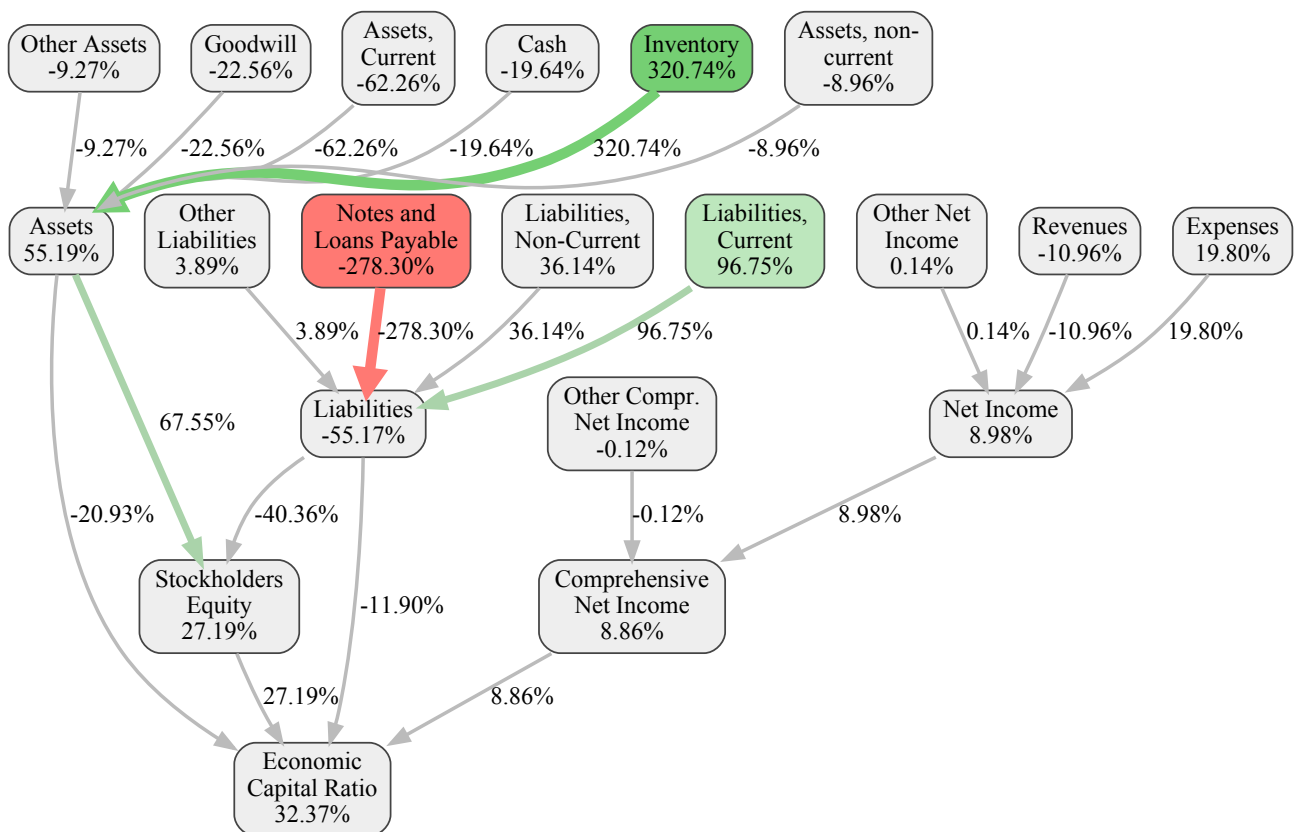 Other Assets
-9.27%
Goodwill
-22.56%
Assets,
Current
-62.26%
Cash
-19.64%
Inventory
320.74%
Assets, non-
current
-8.96%
-9.27%
-22.56%
-62.26%
-19.64%
320.74%
-8.96%
Assets
55.19%
Other
Liabilities
3.89%
Notes and
Loans Payable
-278.30%
Liabilities,
Non-Current
36.14%
Liabilities,
Current
96.75%
Other Net
Income
0.14%
Revenues
-10.96%
Expenses
19.80%
3.89%
-278.30%
36.14%
96.75%
0.14%
-10.96%
19.80%
67.55%
Liabilities
-55.17%
Other Compr.
Net Income
-0.12%
Net Income
8.98%
-20.93%
-40.36%
-0.12%
8.98%
Stockholders
Equity
27.19%
-11.90%
Comprehensive
Net Income
8.86%
27.19%
8.86%
Economic
Capital Ratio
32.37%